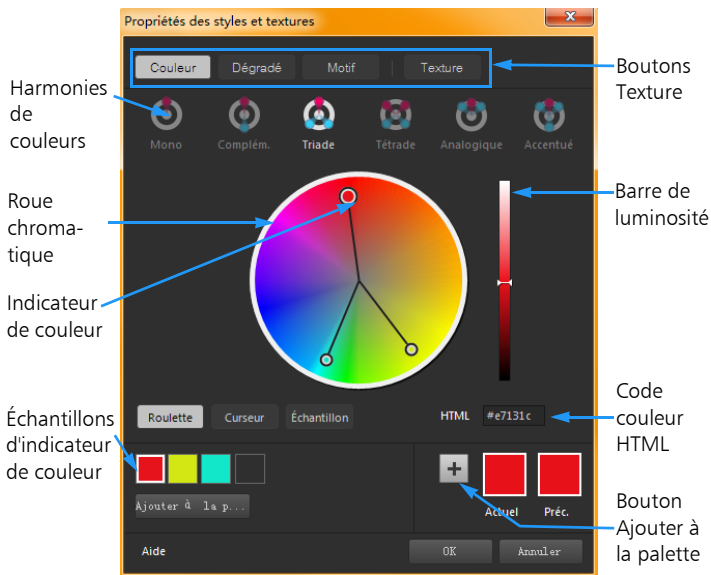 Propriétés des styles et textures
Couleur Dégradé Motif Texture
Boutons
Texture
Harmonies
de
couleurs
Mono Complém. Triade Tétrade Analogique Accentué
Roue
chroma-
tique
Barre de
luminosité
Indicateur
de couleur
Roulette Curseur Échantillon HTML #e7131c
Code
couleur
HTML
Échantillons
d'indicateur
de couleur
Ajouter à la p...
Actuel Préc.
Bouton
Ajouter à
la palette
Aide OK Annuler